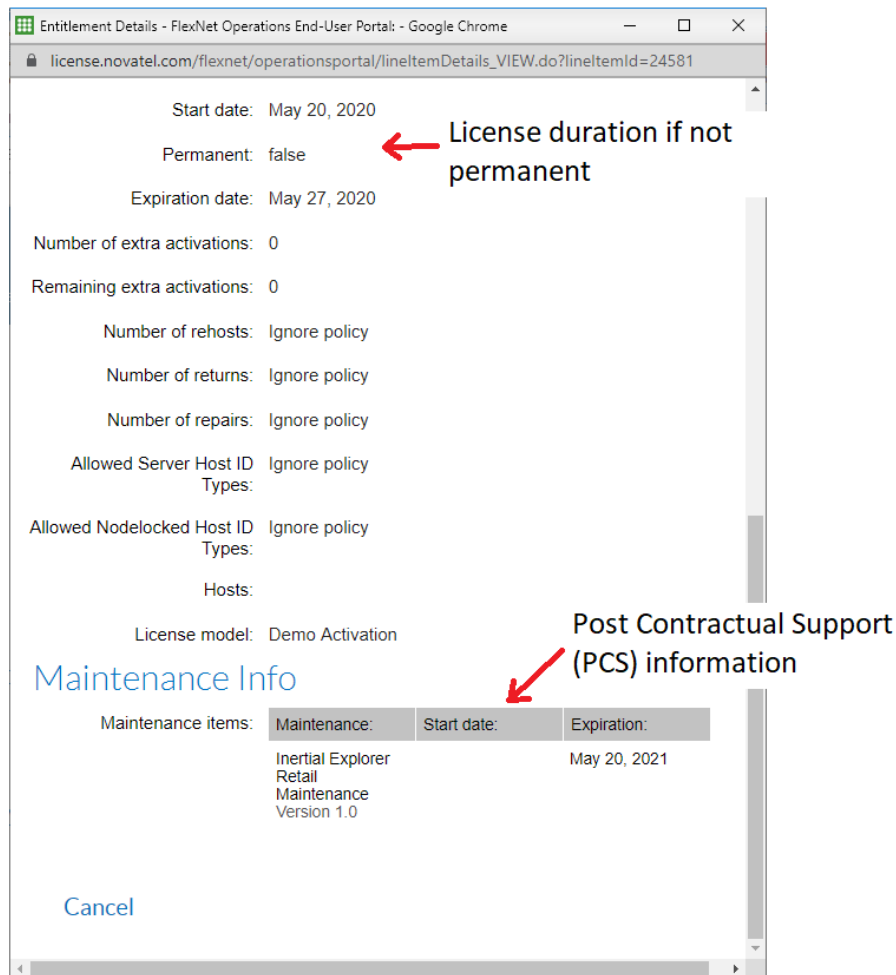 Entitlement Details - FlexNet Operations End-User Portal: - Google Chrome
license.novatel.com/flexnet/operationsportal/lineItemDetails_VIEW.do?lineItemId=24581
Start date: May 20, 2020
License duration if not
permanent
Permanent: false
Expiration date: May 27, 2020
Number of extra activations: 0
Remaining extra activations: 0
Number of rehosts: Ignore policy
Number of returns: Ignore policy
Number of repairs: Ignore policy
Allowed Server Host ID Ignore policy
Types:
Allowed Nodelocked Host ID Ignore policy
Types:
Hosts:
License model: Demo Activation
Post Contractual Support
(PCS) information
Maintenance Info
Maintenance items: Maintenance: Start date: Expiration:
Inertial Explorer May 20, 2021
Retail
Maintenance
Version 1.0
Cancel